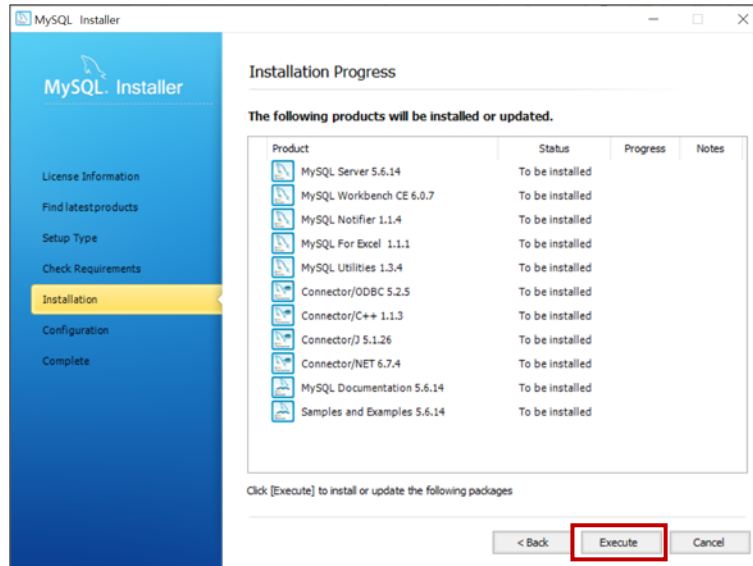 MySQL Installer
MySQL. Installer
License Information
Find latestproducts
Setup Type
Check Requirements
Installation
Configuration
Complete
Installation Progress
The following products will be installed or updated.
Product Status Progress Notes
MySQL Server 5.6.14 To be installed
MySQL Workbench CE 6.0.7 To be installed
MySQL Notifier 1.1.4 To be installed
MySQL For Excel 1.1.1 To be installed
MySQL Utilities 1.3.4 To be installed
Connector/ODBC 5.2.5 To be installed
Connector/C++ 1.1.3 To be installed
Connector/J 5.1.26 To be installed
Connector/NET 6.7.4 To be installed
MySQL Documentation 5.6.14 To be installed
Samples and Examples 5.6.14 To be installed
Click [Execute] to install or update the following packages
< Back Execute Cancel